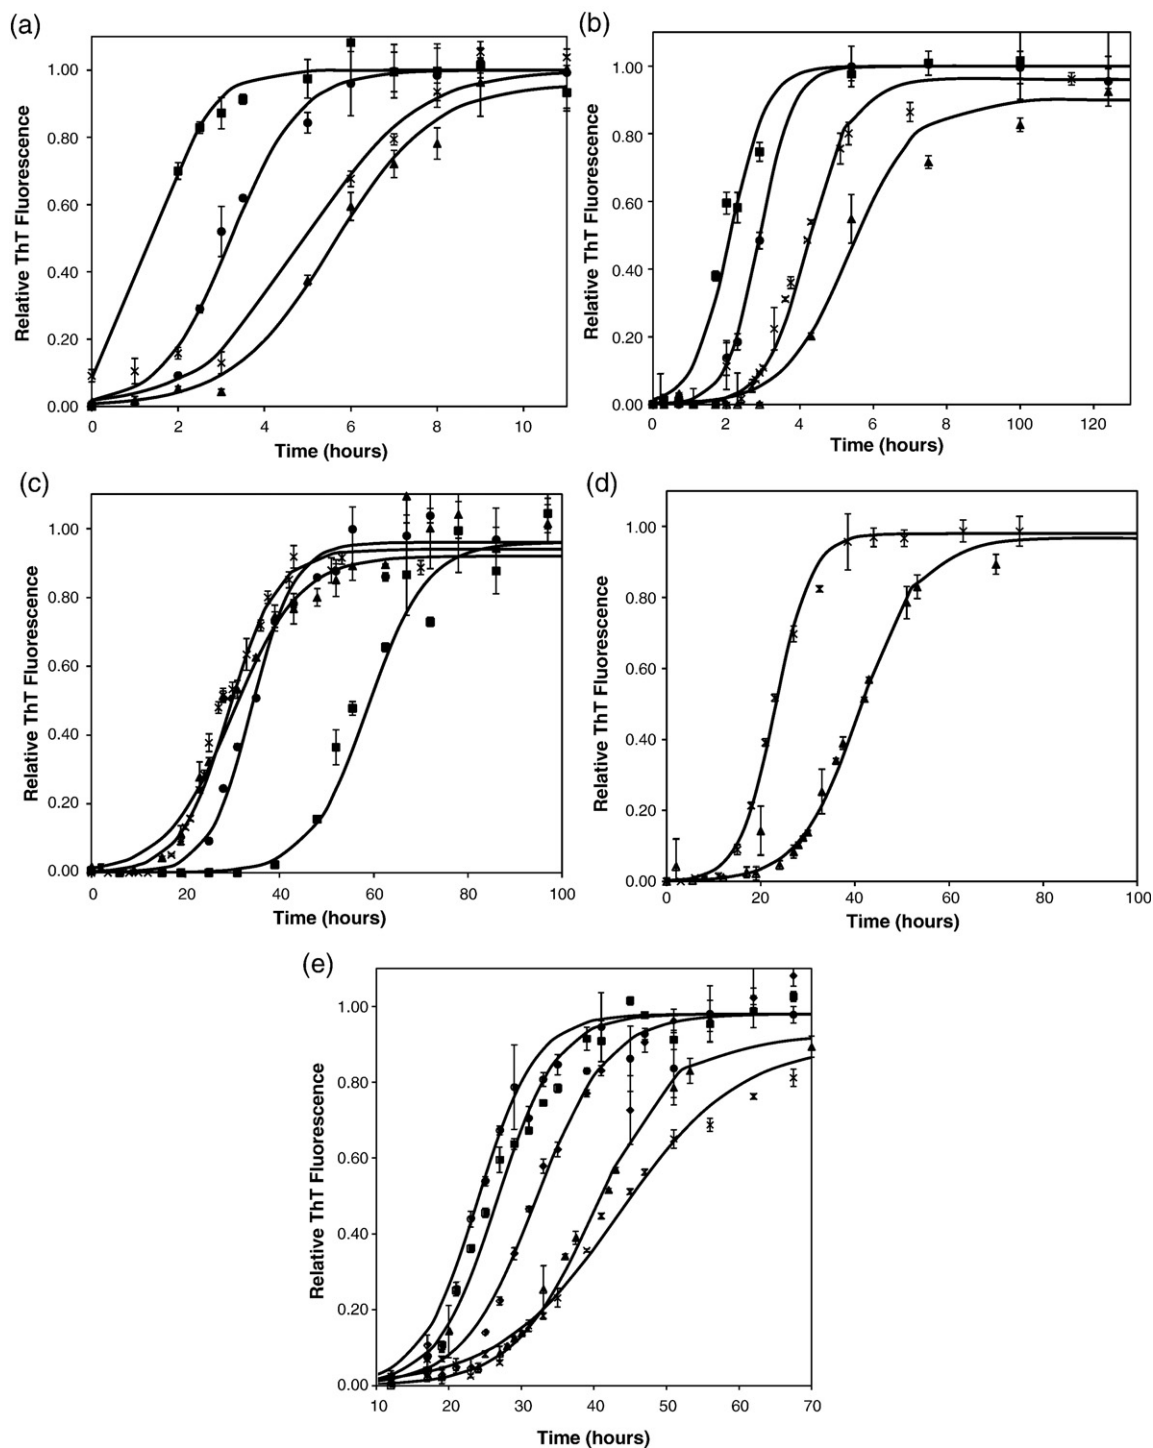 (a)
Relative ThT Fluorescence
1.00
0.80
0.60
0.40
0.20
0.00
0 2 4 6 8 10
Time (hours)
(b)
Relative ThT Fluorescence
1.00
0.80
0.60
0.40
0.20
0.00
0 2 4 6 8 100 120
Time (hours)
(c)
Relative ThT Fluorescence
1.00
0.80
0.60
0.40
0.20
0.00
0 20 40 60 80 100
Time (hours)
(d)
Relative ThT Fluorescence
1.00
0.80
0.60
0.40
0.20
0.00
0 20 40 60 80 100
Time (hours)
(e)
Relative ThT Fluorescence
1.00
0.80
0.60
0.40
0.20
0.00
10 20 30 40 50 60 70
Time (hours)